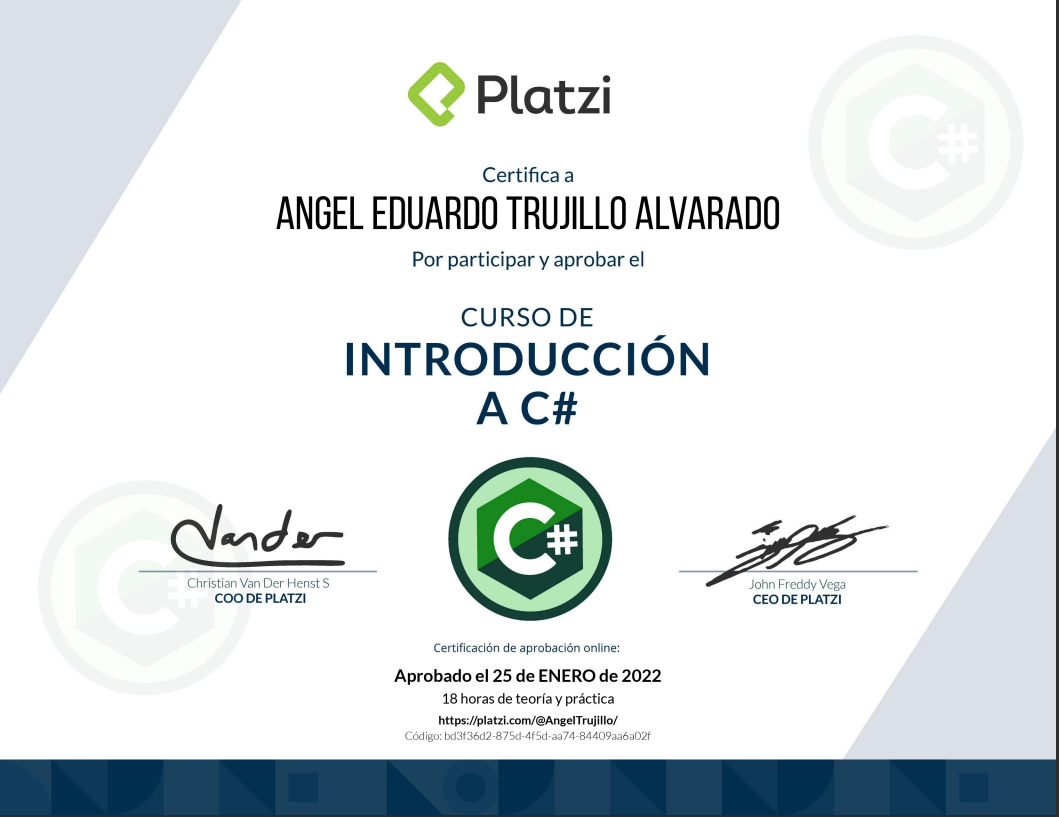 Platzi
C#
Certifica a
ANGEL EDUARDO TRUJILLO ALVARADO
Por participar y aprobar el
CURSO DE
INTRODUCCIÓN
A C#
Vander
C#
Christian Van Der Henst S
COO DE PLATZI
C#
John Freddy Vega
CEO DE PLATZI
Certificación de aprobación online:
Aprobado el 25 de ENERO de 2022
18 horas de teoría y práctica
https://platzi.com/@AngelTrujillo/
Código: bd3f36d2-875d-4f5d-aa74-84409aa6a02f